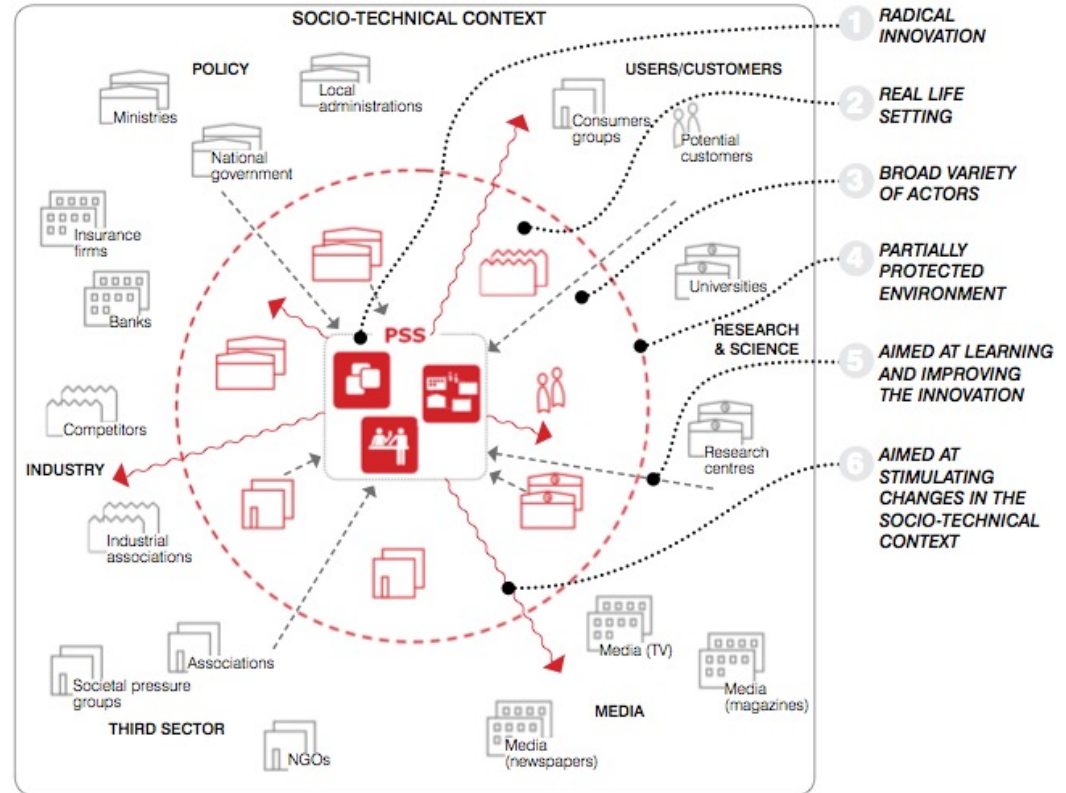 SOCIO-TECHNICAL CONTEXT
POLICY
Ministries
Local
administrations
National
government
USERS/CUSTOMERS
Consumers
groups
Potential
customers
Insurance
firms
Banks
Universities
RESEARCH
& SCIENCE
PSS
Competitors
INDUSTRY
Industrial
associations
Research
centres
Associations
Societal pressure
groups
THIRD SECTOR
NGOs
Media (TV)
Media
(magazines)
MEDIA
Media
(newspapers)
1
RADICAL
INNOVATION
2
REAL LIFE
SETTING
3
BROAD VARIETY
OF ACTORS
4
PARTIALLY
PROTECTED
ENVIRONMENT
5
AIMED AT LEARNING
AND IMPROVING
THE INNOVATION
6
AIMED AT
STIMULATING
CHANGES IN THE
SOCIO-TECHNICAL
CONTEXT